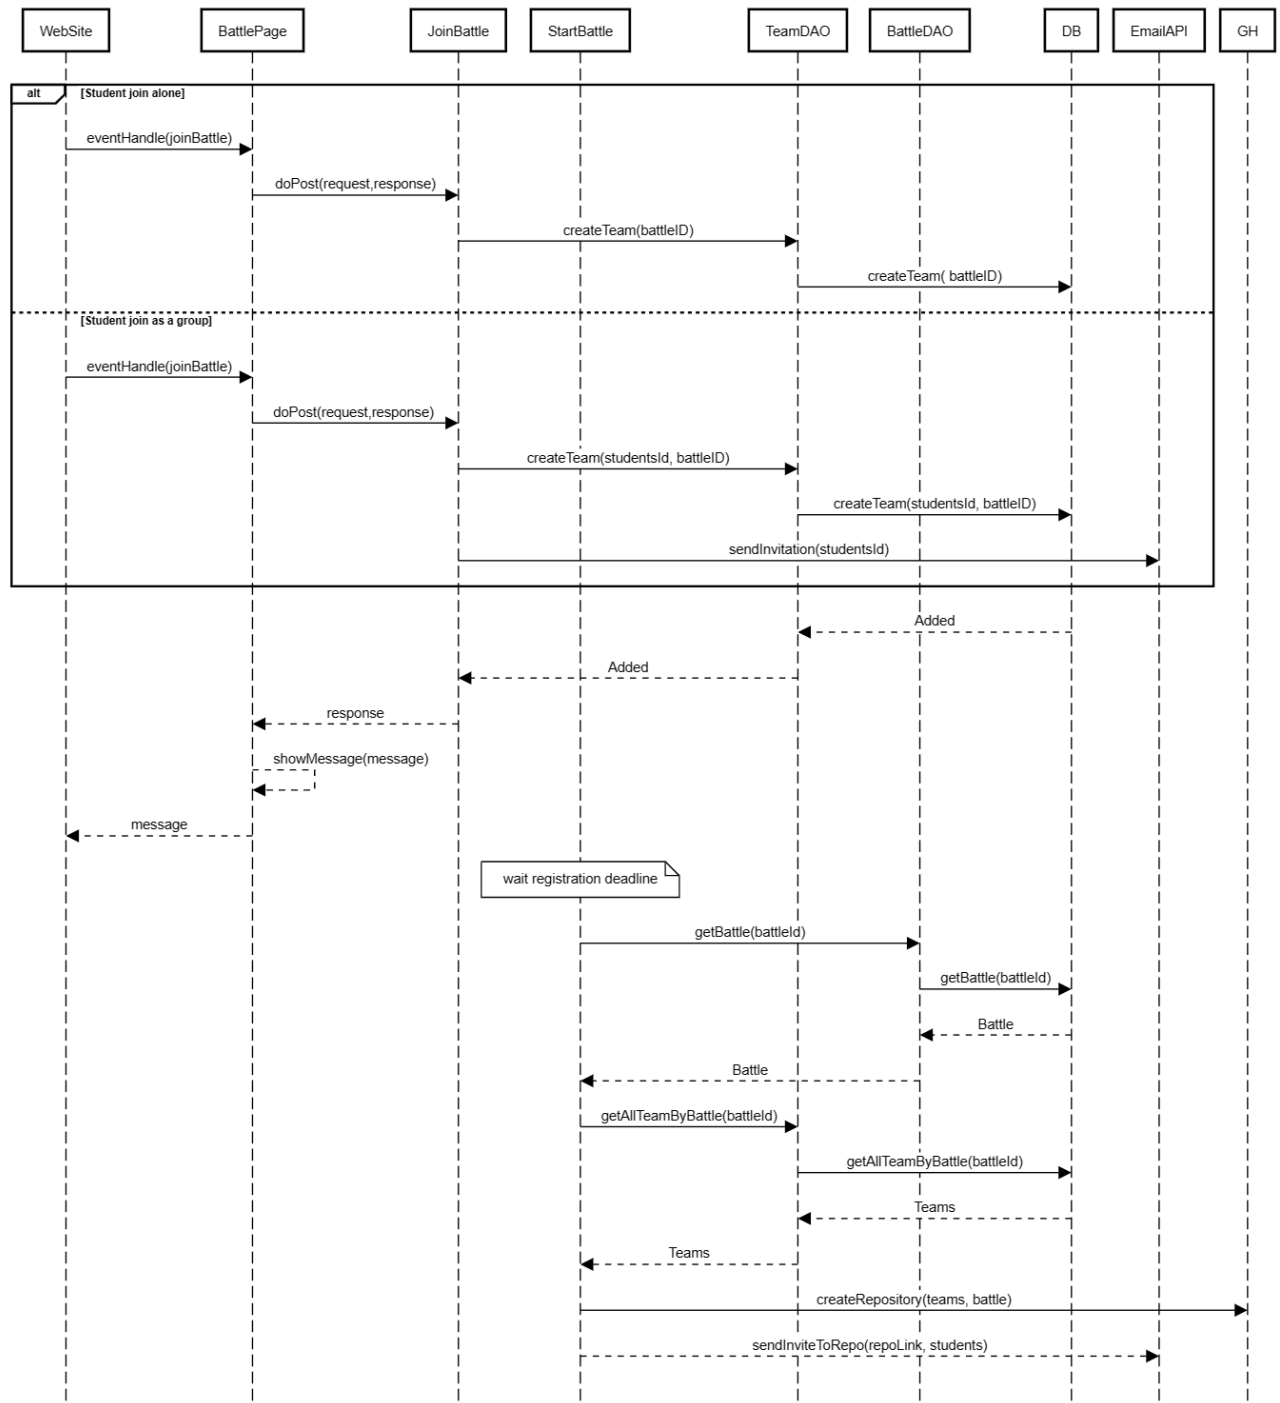 WebSite
BattlePage
JoinBattle
StartBattle
TeamDAO
BattleDAO
DB
EmailAPI
GH
alt
[Student join alone]
eventHandle(joinBattle)
doPost(request,response)
createTeam(battleID)
createTeam( battleID)
[Student join as a group]
eventHandle(joinBattle)
doPost(request,response)
createTeam(studentsId, battleID)
createTeam(studentsId, battleID)
sendInvitation(studentsId)
Added
Added
response
showMessage(message)
message
wait registration deadline
getBattle(battleId)
getBattle(battleId)
Battle
Battle
getAllTeamByBattle(battleId)
getAllTeamByBattle(battleId)
Teams
Teams
createRepository(teams, battle)
sendInviteToRepo(repoLink, students)